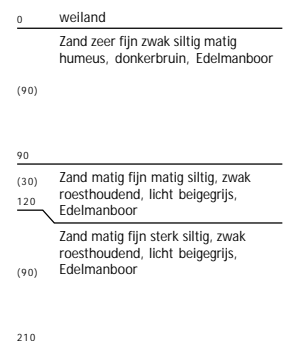 0 weiland
Zand zeer fijn zwak siltig matig
humeus, donkerbruin, Edelmanboor
(90)
90
(30) Zand matig fijn matig siltig, zwak
roesthoudend, licht beigegrijs,
120 Edelmanboor
Zand matig fijn sterk siltig, zwak
roesthoudend, licht beigegrijs,
(90) Edelmanboor
210